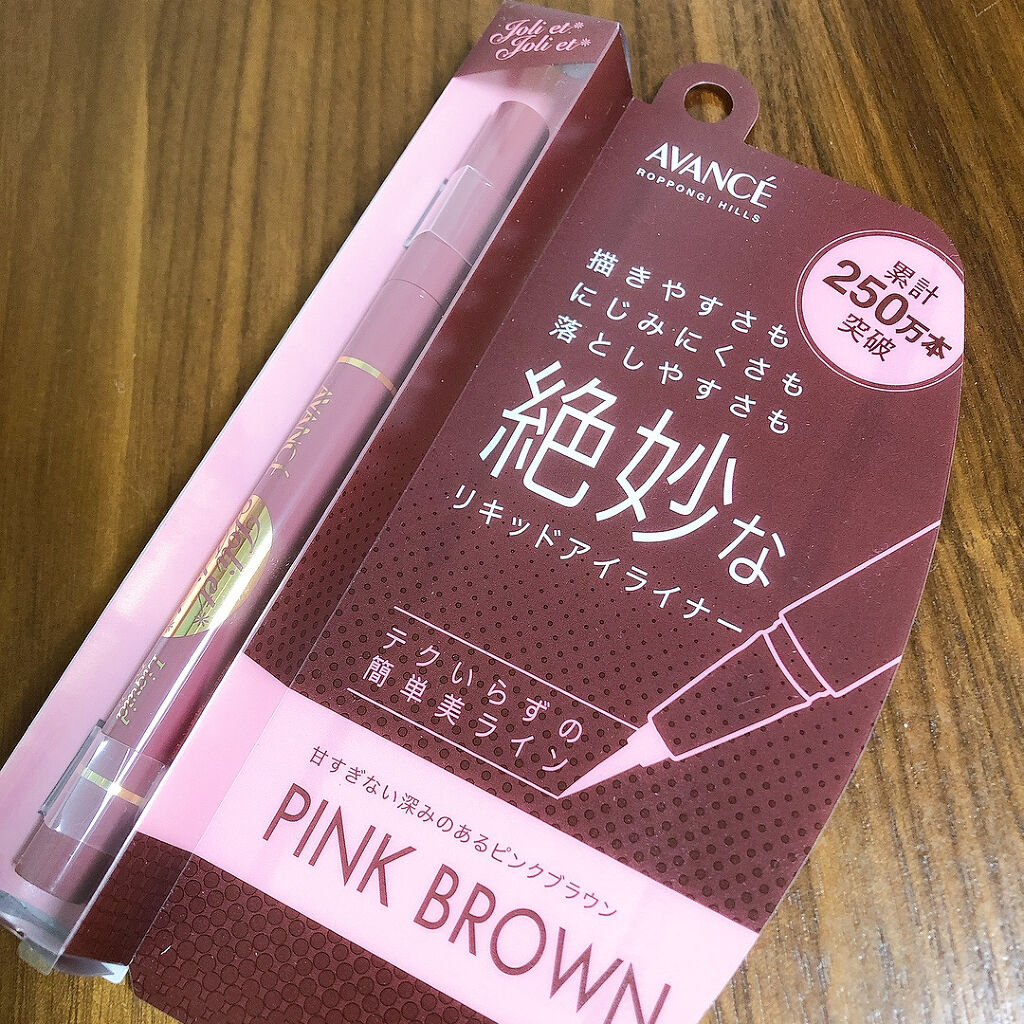 Joli et*
Joli et*
AVANCÉ
Joli et*
Liquid
AVANCÉ
ROPPONGI HILLS
累計
250万本
突破
描きやすさも
にじみにくさも
落としやすさも
絶妙な
リキッドアイライナー
テクいらずの
簡単美ライン
甘すぎない深みのあるピンクブラウン
PINK BROWN